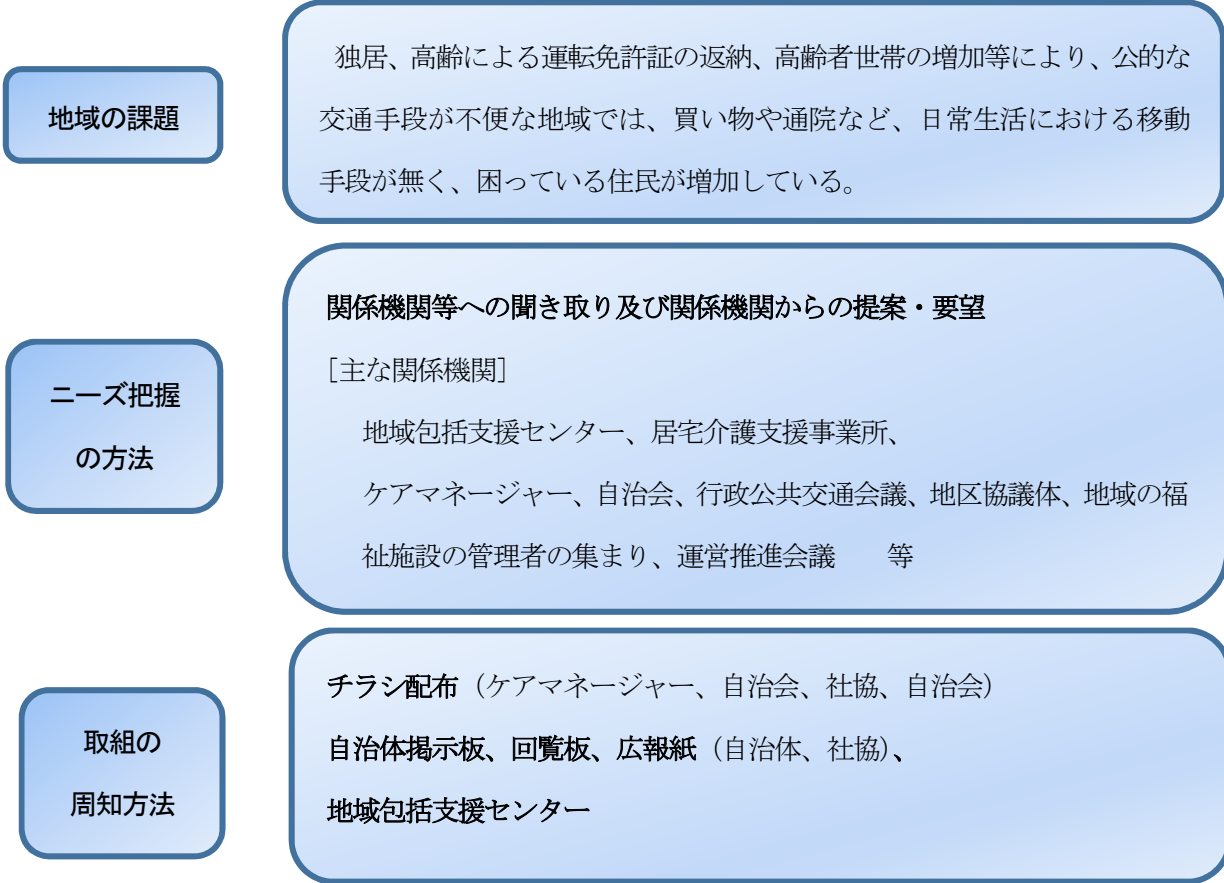 地域の課題
独居、高齢による運転免許証の返納、高齢者世帯の増加等により、公的な
交通手段が不便な地域では、買い物や通院など、日常生活における移動
手段が無く、困っている住民が増加している。
ニーズ把握
の方法
関係機関等への聞き取り及び関係機関からの提案・要望
［主な関係機関］
地域包括支援センター、居宅介護支援事業所、
ケアマネージャー、自治会、行政公共交通会議、地区協議体、地域の福
祉施設の管理者の集まり、運営推進会議　　等
取組の
周知方法
チラシ配布（ケアマネージャー、自治会、社協、自治会）
自治体掲示板、回覧板、広報紙（自治体、社協）、
地域包括支援センター